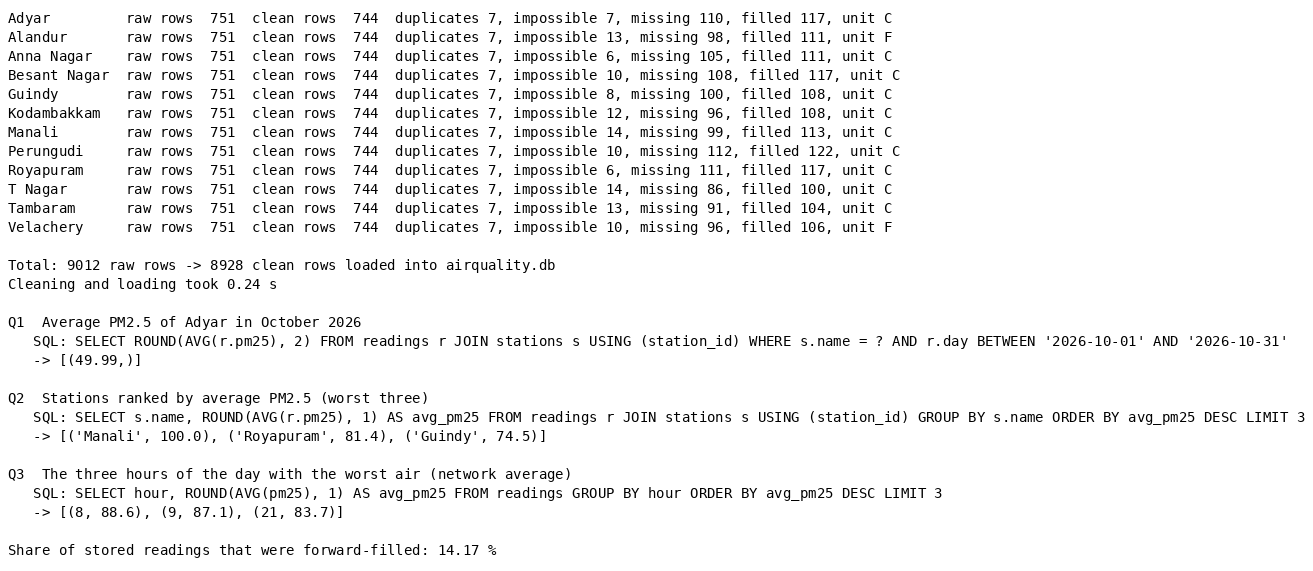 Adyar         raw rows  751  clean rows  744  duplicates 7, impossible 7, missing 110, filled 117, unit C
Alandur       raw rows  751  clean rows  744  duplicates 7, impossible 13, missing 98, filled 111, unit F
Anna Nagar    raw rows  751  clean rows  744  duplicates 7, impossible 6, missing 105, filled 111, unit C
Besant Nagar  raw rows  751  clean rows  744  duplicates 7, impossible 10, missing 108, filled 117, unit C
Guindy        raw rows  751  clean rows  744  duplicates 7, impossible 8, missing 100, filled 108, unit C
Kodambakkam   raw rows  751  clean rows  744  duplicates 7, impossible 12, missing 96, filled 108, unit C
Manali        raw rows  751  clean rows  744  duplicates 7, impossible 14, missing 99, filled 113, unit C
Perungudi     raw rows  751  clean rows  744  duplicates 7, impossible 10, missing 112, filled 122, unit C
Royapuram     raw rows  751  clean rows  744  duplicates 7, impossible 6, missing 111, filled 117, unit C
T Nagar       raw rows  751  clean rows  744  duplicates 7, impossible 14, missing 86, filled 100, unit C
Tambaram      raw rows  751  clean rows  744  duplicates 7, impossible 13, missing 91, filled 104, unit C
Velachery     raw rows  751  clean rows  744  duplicates 7, impossible 10, missing 96, filled 106, unit F

Total: 9012 raw rows -> 8928 clean rows loaded into airquality.db
Cleaning and loading took 0.24 s

Q1  Average PM2.5 of Adyar in October 2026
   SQL: SELECT ROUND(AVG(r.pm25), 2) FROM readings r JOIN stations s USING (station_id) WHERE s.name = ? AND r.day BETWEEN '2026-10-01' AND '2026-10-31'
   -> [(49.99,)]

Q2  Stations ranked by average PM2.5 (worst three)
   SQL: SELECT s.name, ROUND(AVG(r.pm25), 1) AS avg_pm25 FROM readings r JOIN stations s USING (station_id) GROUP BY s.name ORDER BY avg_pm25 DESC LIMIT 3
   -> [('Manali', 100.0), ('Royapuram', 81.4), ('Guindy', 74.5)]

Q3  The three hours of the day with the worst air (network average)
   SQL: SELECT hour, ROUND(AVG(pm25), 1) AS avg_pm25 FROM readings GROUP BY hour ORDER BY avg_pm25 DESC LIMIT 3
   -> [(8, 88.6), (9, 87.1), (21, 83.7)]

Share of stored readings that were forward-filled: 14.17 %